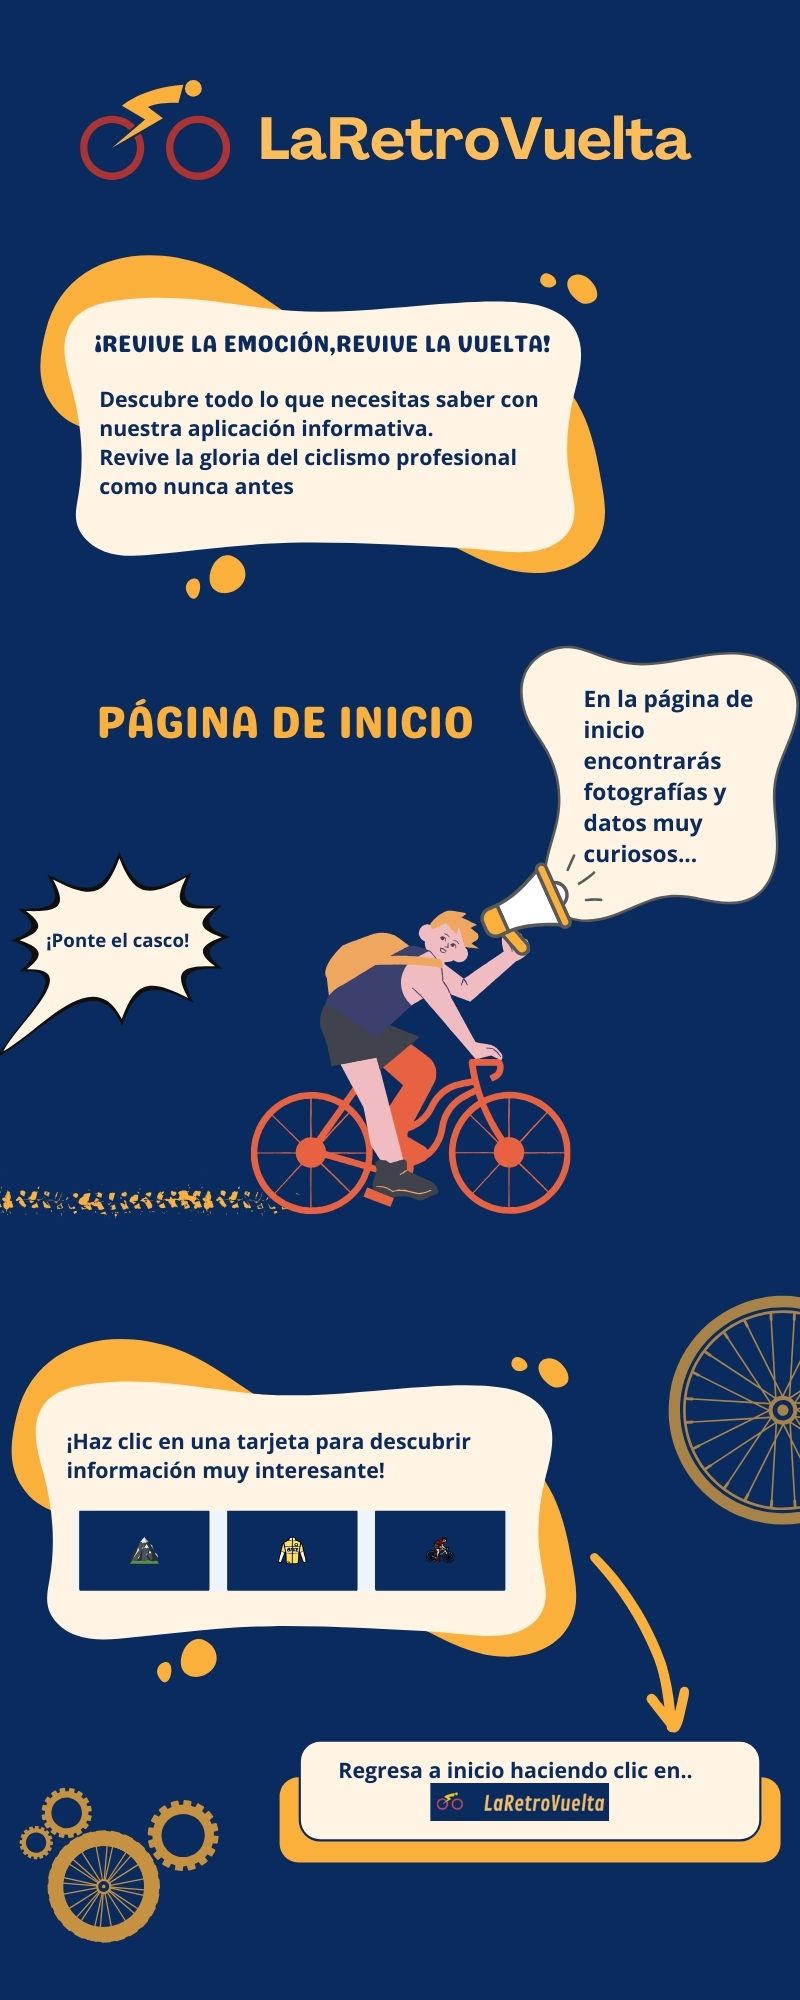 LaRetroVuelta
¡REVIVE LA EMOCIÓN,REVIVE LA VUELTA!
Descubre todo lo que necesitas saber con
nuestra aplicación informativa.
Revive la gloria del ciclismo profesional
como nunca antes
PÁGINA DE INICIO
En la página de
inicio
encontrarás
fotografías y
datos muy
curiosos...
¡Ponte el casco!
¡Haz clic en una tarjeta para descubrir
información muy interesante!
Regresa a inicio haciendo clic en..
LaRetroVuelta